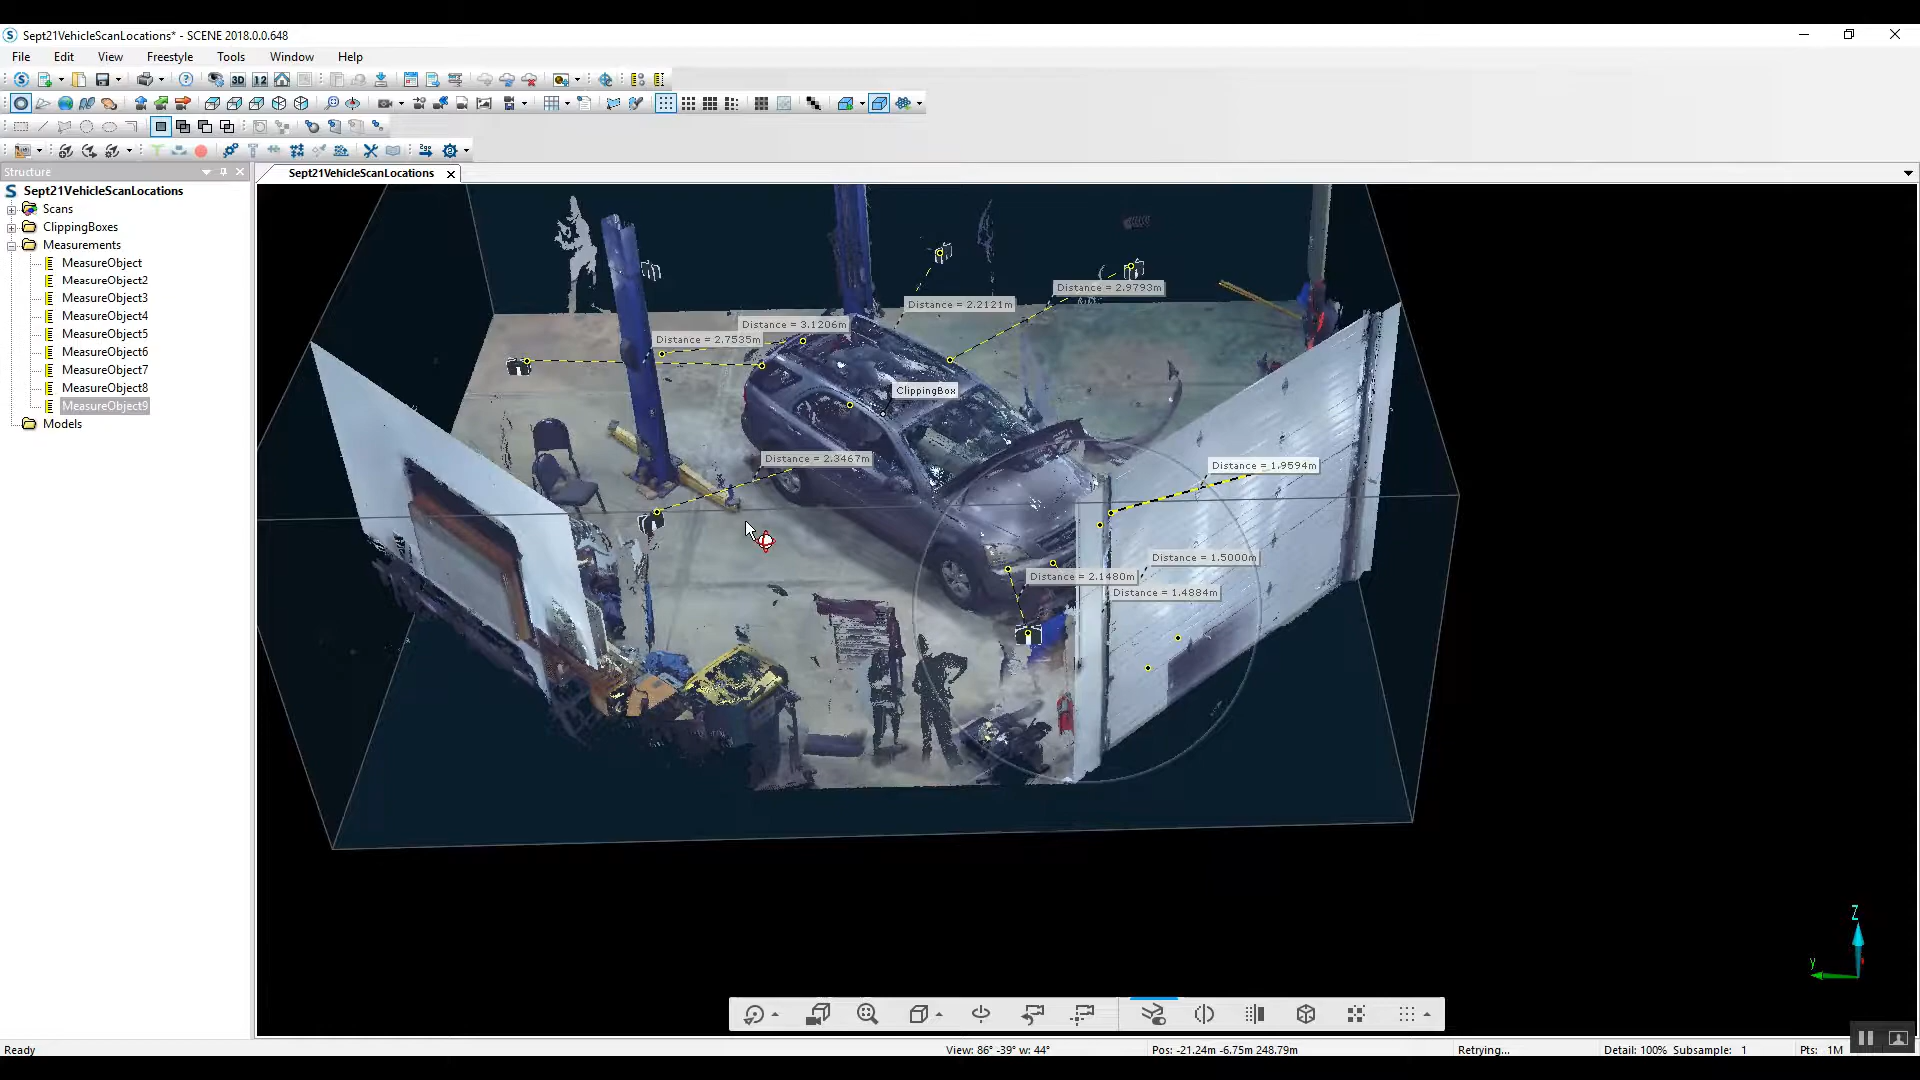 Sept21VehicleScanLocations* - SCENE 2018.0.0.648
File Edit View Freestyle Tools Window Help
3D 12
Structure
Sept21VehicleScanLocations
Sept21VehicleScanLocations
Scans
ClippingBoxes
Measurements
MeasureObject
MeasureObject2
MeasureObject3
MeasureObject4
MeasureObject5
MeasureObject6
MeasureObject7
MeasureObject8
MeasureObject9
Models
Distance = 2.9793m
Distance = 2.2121m
Distance = 3.1206m
Distance = 2.7535m
ClippingBox
Distance = 2.3467m
Distance = 1.9594m
Distance = 1.5000m
Distance = 2.1480m
Distance = 1.4884m
Z
y
Ready
View: 86° -39° w: 44°
Pos: -21.24m -6.75m 248.79m
Retrying...
Detail: 100% Subsample: 1
Pts: 1M